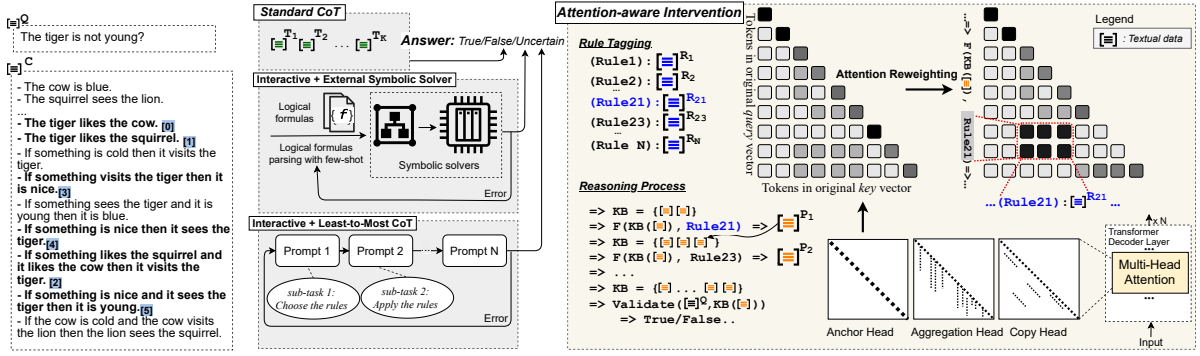 Q
The tiger is not young?
C
- The cow is blue.
- The squirrel sees the lion.
...
- The tiger likes the cow. [0]
- The tiger likes the squirrel. [1]
- If something is cold then it visits the
tiger.
- If something visits the tiger then it
is nice.[3]
- If something sees the tiger and it is
young then it is blue.
- If something is nice then it sees the
tiger.[4]
- If something likes the squirrel and
it likes the cow then it visits the
tiger. [2]
- If something is nice and it sees the
tiger then it is young.[5]
- If the cow is cold and the cow visits
the lion then the lion sees the squirrel.
Standard CoT
T1 T2 ... TK
Answer: True/False/Uncertain
Interactive + External Symbolic Solver
Logical
formulas
{ f }
Logical formulas
parsing with few-shot
Symbolic solvers
Error
Interactive + Least-to-Most CoT
Prompt 1
Prompt 2
Prompt N
sub-task 1:
Choose the rules
sub-task 2:
Apply the rules
Error
Attention-aware Intervention
Rule Tagging
(Rule1): R1
(Rule2): R2
...
(Rule21): R21
(Rule23): R23
...
(Rule N): RN
Reasoning Process
=> KB = {[][]}
=> F(KB([]), Rule21) => P1
=> KB = {[][][]}
=> F(KB([]), Rule23) => P2
=> ...
=> KB = {[]...[][]}
=> Validate([]Q,KB([]))
=> True/False..
Tokens in original query vector
Tokens in original key vector
Attention Reweighting
...=> F(KB([]), Rule21) =>...
Legend
: Textual data
...(Rule21): R21 ...
Anchor Head
Aggregation Head
Copy Head
x N
Transformer
Decoder Layer
...
Multi-Head
Attention
...
Input